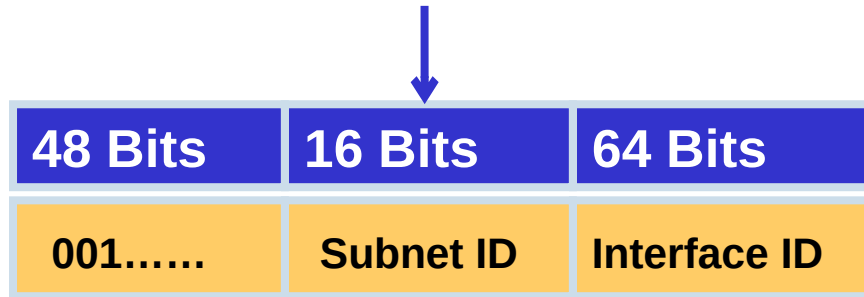 48 Bits 16 Bits 64 Bits
001...... Subnet ID Interface ID